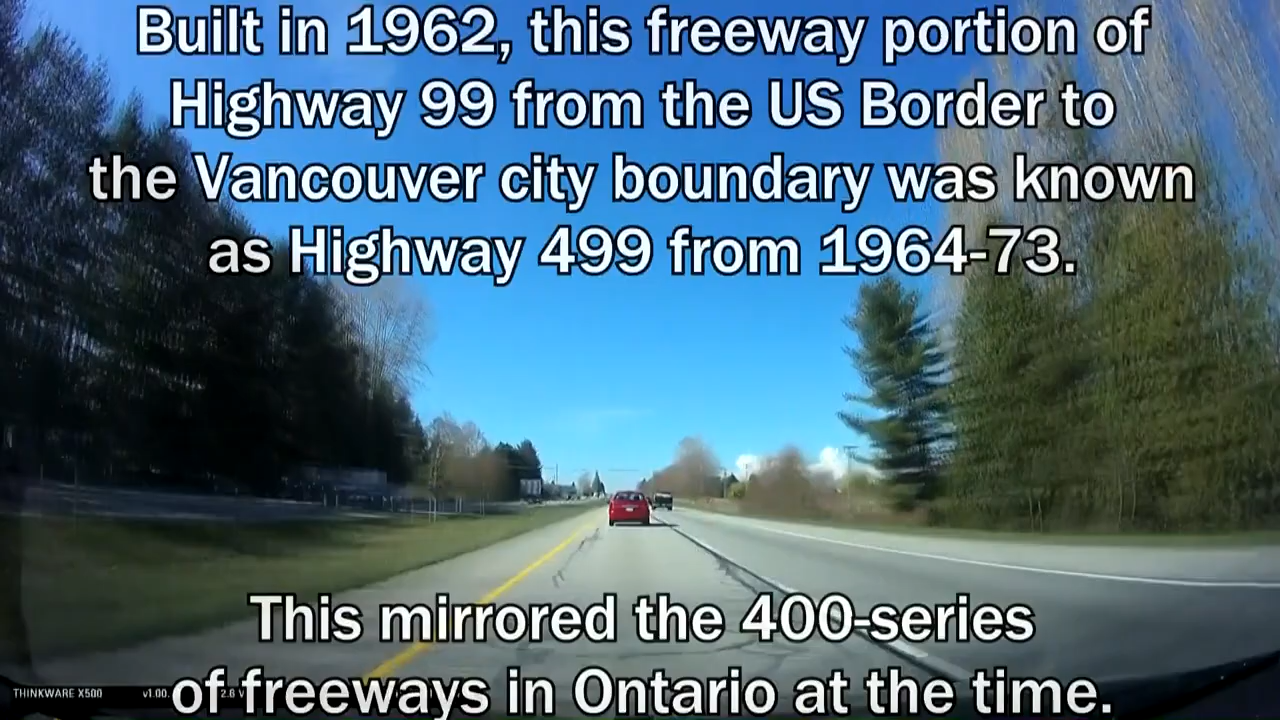 Built in 1962, this freeway portion of
Highway 99 from the US Border to
the Vancouver city boundary was known
as Highway 499 from 1964-73.
This mirrored the 400-series
of freeways in Ontario at the time.
THINKWARE X500 v1.00.